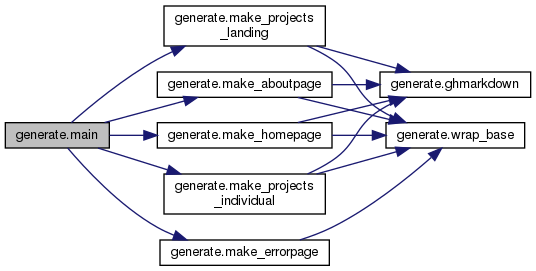 generate.make_projects
_landing
generate.make_aboutpage
generate.ghmarkdown
generate.main
generate.make_homepage
generate.wrap_base
generate.make_projects
_individual
generate.make_errorpage